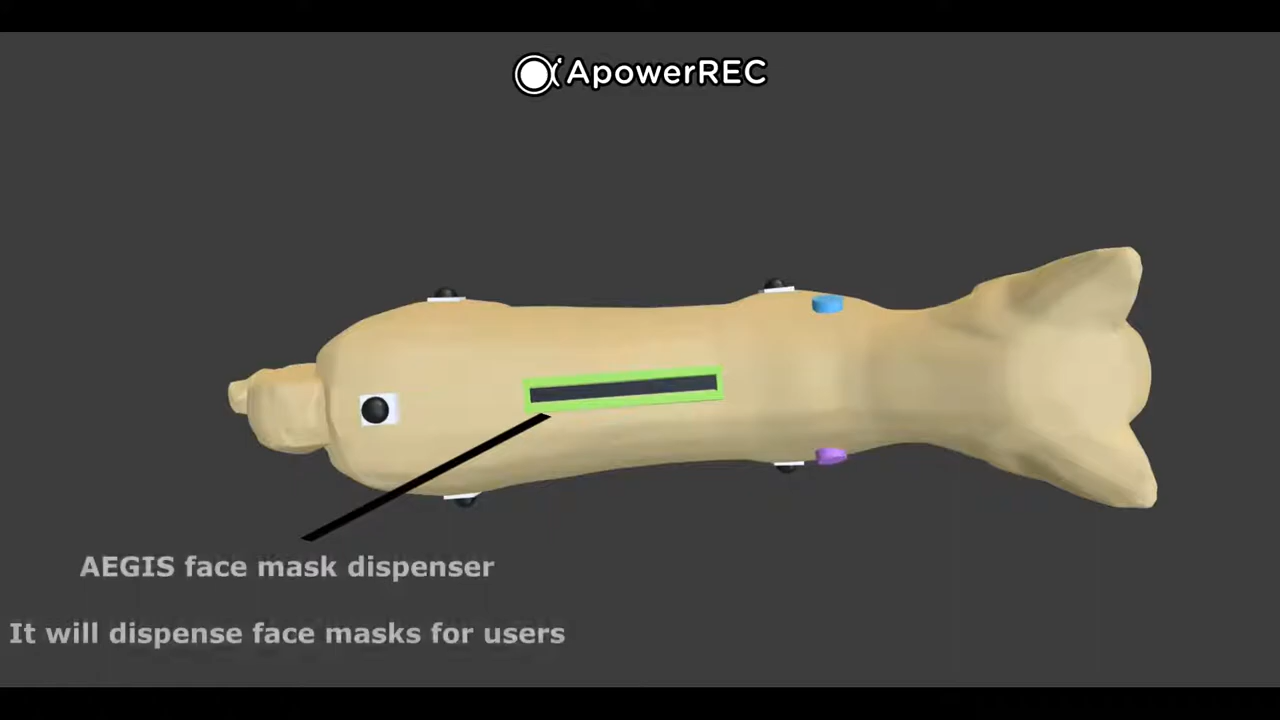 ApowerREC
AEGIS face mask dispenser
It will dispense face masks for users